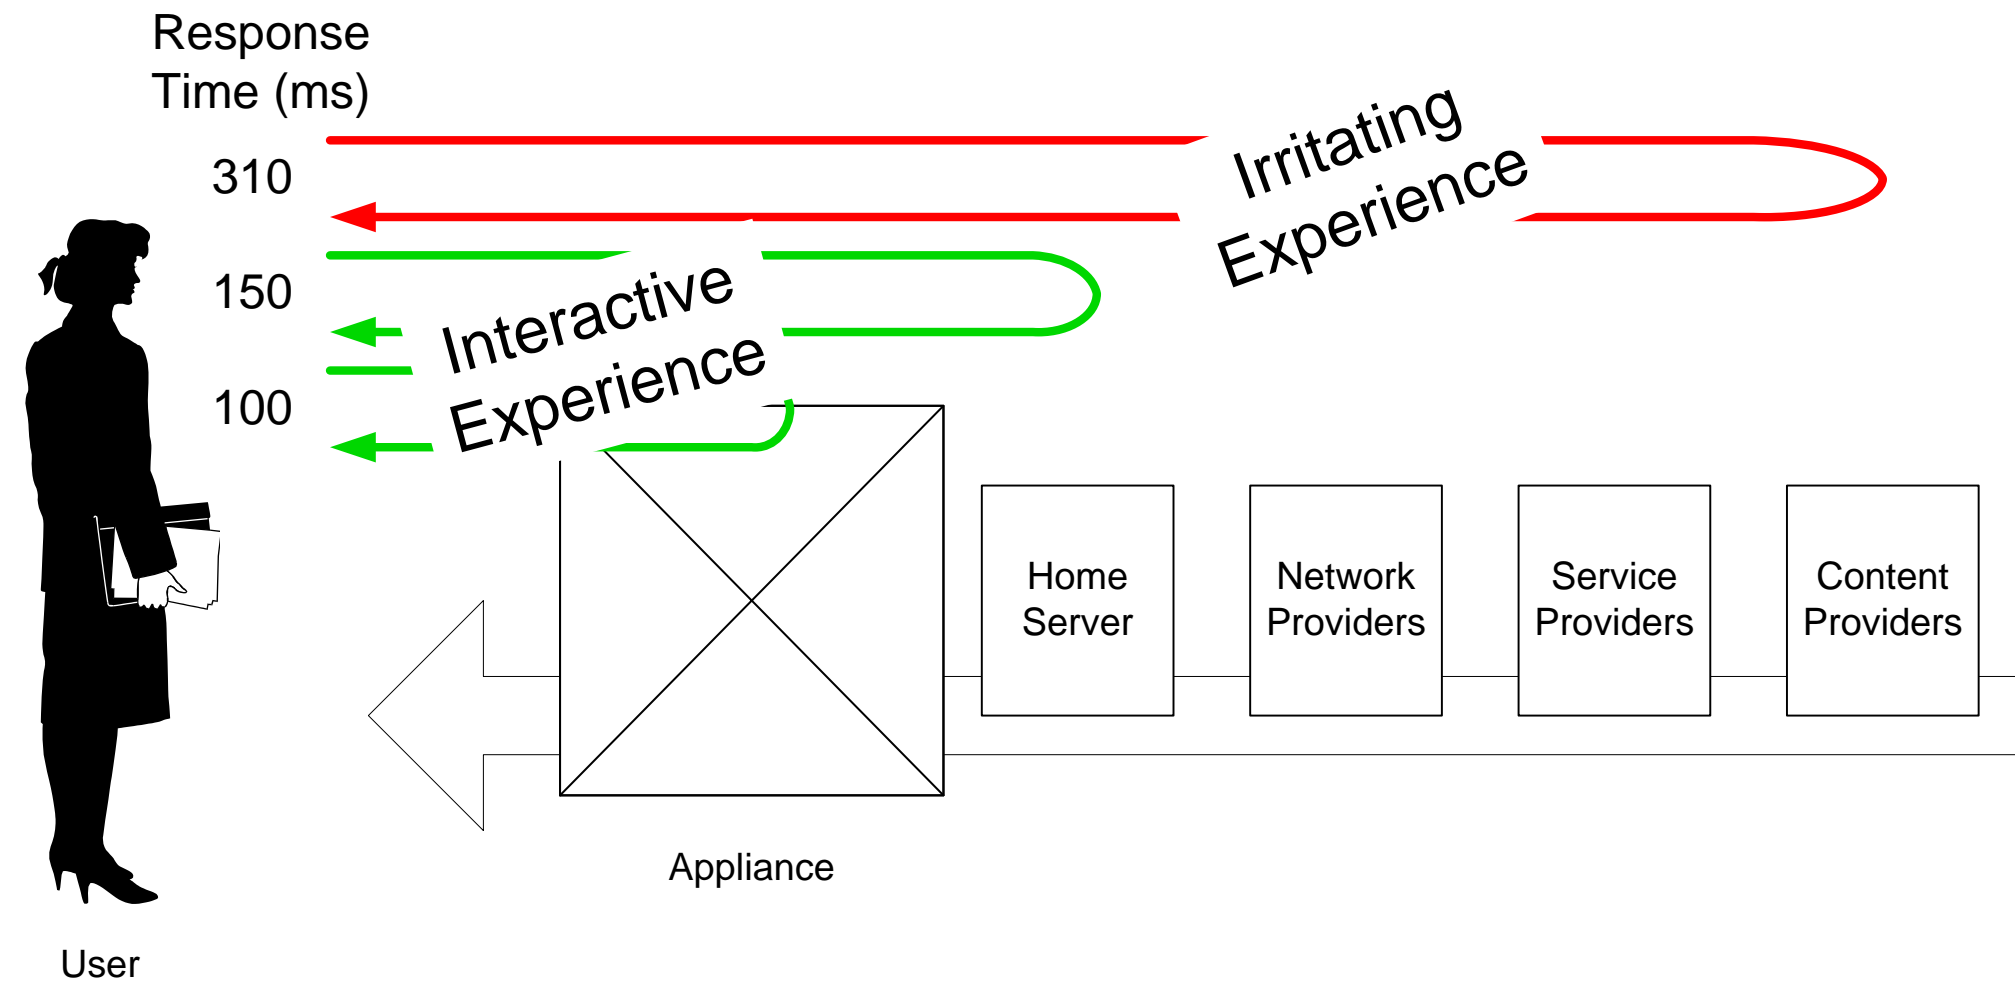 Response
Time (ms)
310
150
100
Irritating
Experience
Interactive
Experience
Home
Server
Network
Providers
Service
Providers
Content
Providers
Appliance
User